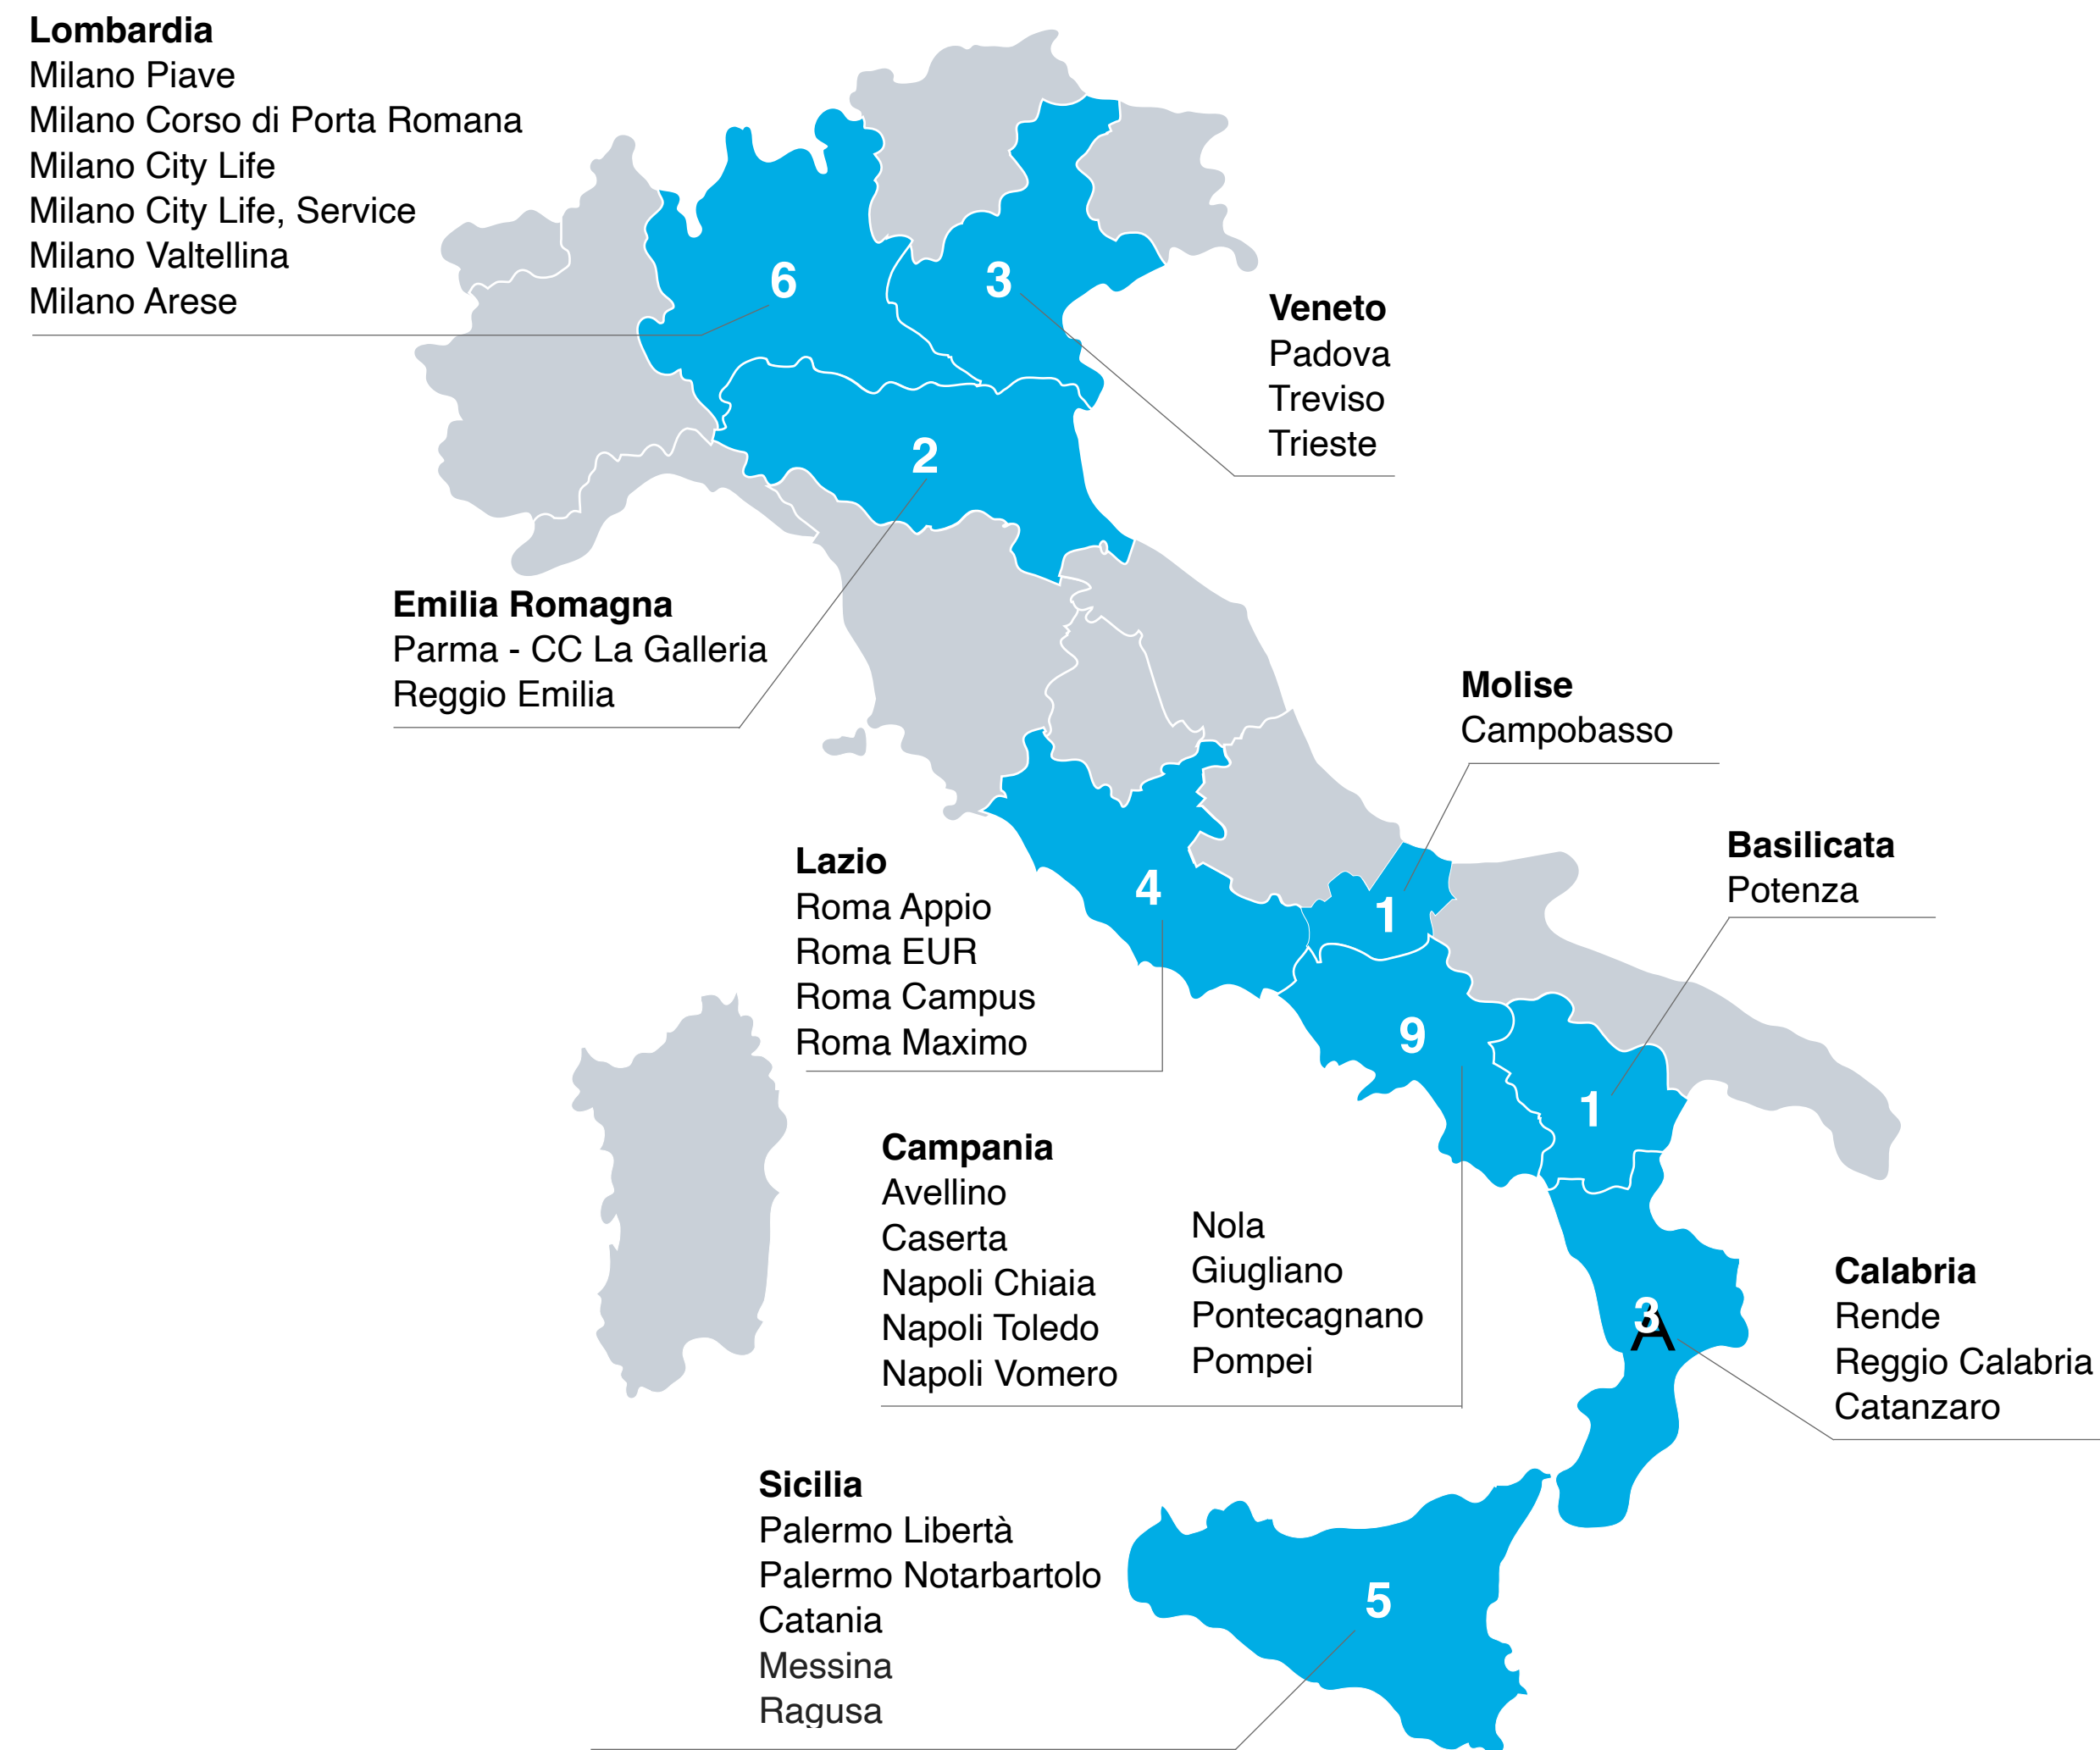 Lombardia
Milano Piave
Milano Corso di Porta Romana
Milano City Life
Milano City Life, Service
Milano Valtellina
Milano Arese
6
3
Veneto
Padova
Treviso
Trieste
2
Emilia Romagna
Parma - CC La Galleria
Reggio Emilia
Molise
Campobasso
Basilicata
Potenza
Lazio
Roma Appio
Roma EUR
Roma Campus
Roma Maximo
4
1
9
1
Campania
Avellino
Caserta
Napoli Chiaia
Napoli Toledo
Napoli Vomero
Nola
Giugliano
Pontecagnano
Pompei
3
A
Calabria
Rende
Reggio Calabria
Catanzaro
Sicilia
Palermo Libertà
Palermo Notarbartolo
Catania
Messina
Ragusa
5